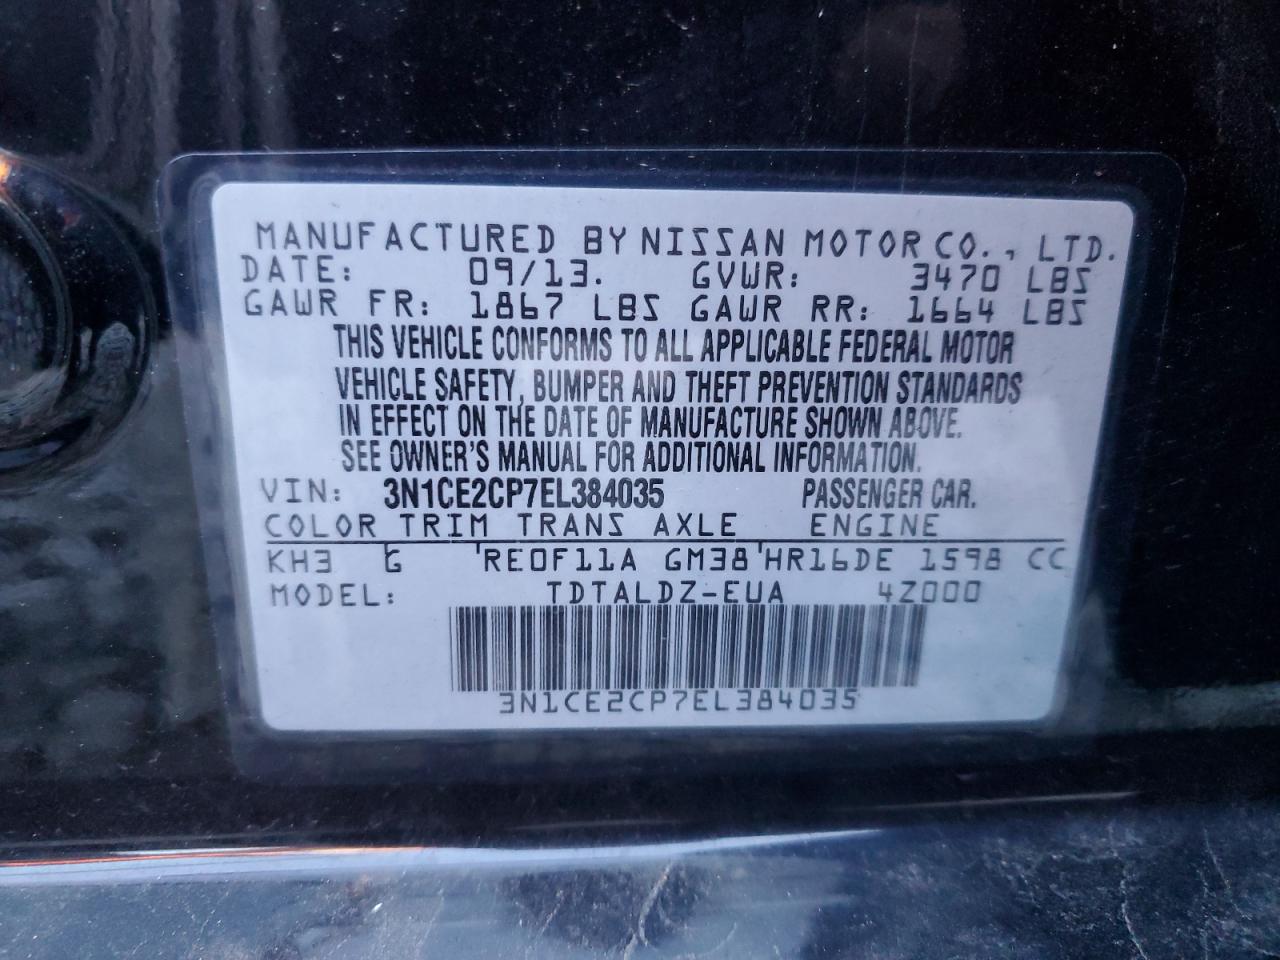 MANUFACTURED BY NISSAN MOTOR CO., LTD.
DATE: 09/13. GVWR: 3470 LBS
GAWR FR: 1867 LBS GAWR RR: 1664 LBS
THIS VEHICLE CONFORMS TO ALL APPLICABLE FEDERAL MOTOR
VEHICLE SAFETY, BUMPER AND THEFT PREVENTION STANDARDS
IN EFFECT ON THE DATE OF MANUFACTURE SHOWN ABOVE.
SEE OWNER'S MANUAL FOR ADDITIONAL INFORMATION.
VIN: 3N1CE2CP7EL384035 PASSENGER CAR.
COLOR TRIM TRANS AXLE ENGINE
KH3 G RE0F11A GM38 HR16DE 1598 CC
MODEL: TDTALDZ-EUA 4Z000
3N1CE2CP7EL384035